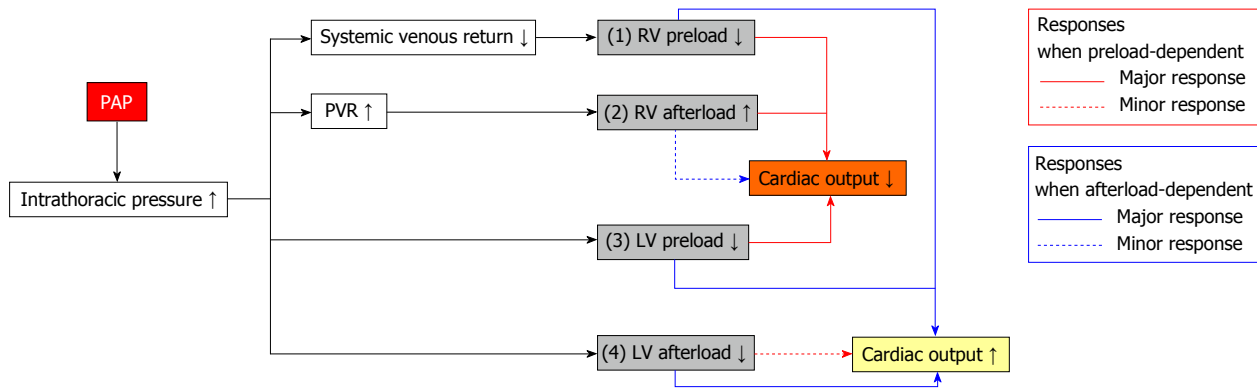 Systemic venous return ↓
(1) RV preload ↓
PAP
PVR ↑
(2) RV afterload ↑
Intrathoracic pressure ↑
Cardiac output ↓
(3) LV preload ↓
(4) LV afterload ↓
Cardiac output ↑
Responses
when preload-dependent
Major response
Minor response
Responses
when afterload-dependent
Major response
Minor response